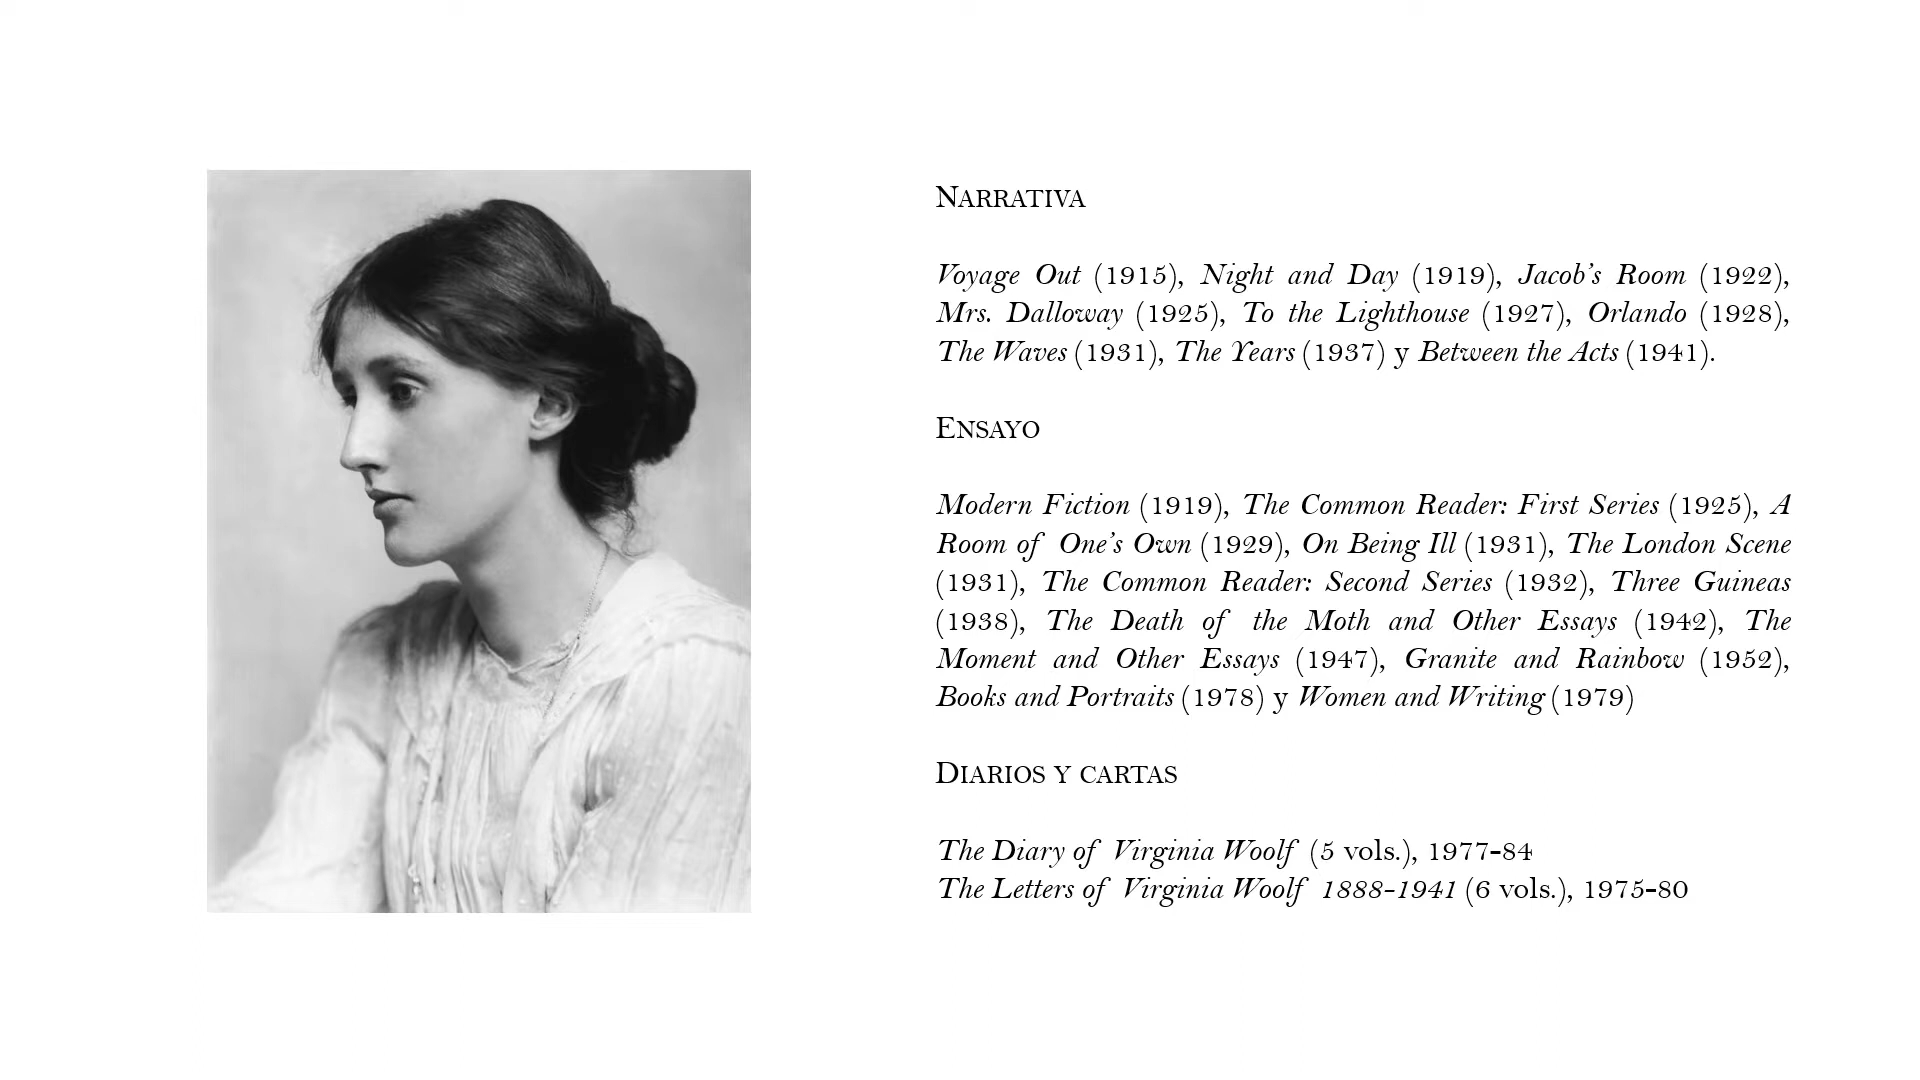 NARRATIVA
Voyage Out (1915), Night and Day (1919), Jacob’s Room (1922),
Mrs. Dalloway (1925), To the Lighthouse (1927), Orlando (1928),
The Waves (1931), The Years (1937) y Between the Acts (1941).
ENSAYO
Modern Fiction (1919), The Common Reader: First Series (1925), A
Room of One’s Own (1929), On Being Ill (1931), The London Scene
(1931), The Common Reader: Second Series (1932), Three Guineas
(1938), The Death of the Moth and Other Essays (1942), The
Moment and Other Essays (1947), Granite and Rainbow (1952),
Books and Portraits (1978) y Women and Writing (1979)
DIARIOS Y CARTAS
The Diary of Virginia Woolf (5 vols.), 1977-84
The Letters of Virginia Woolf 1888-1941 (6 vols.), 1975-80